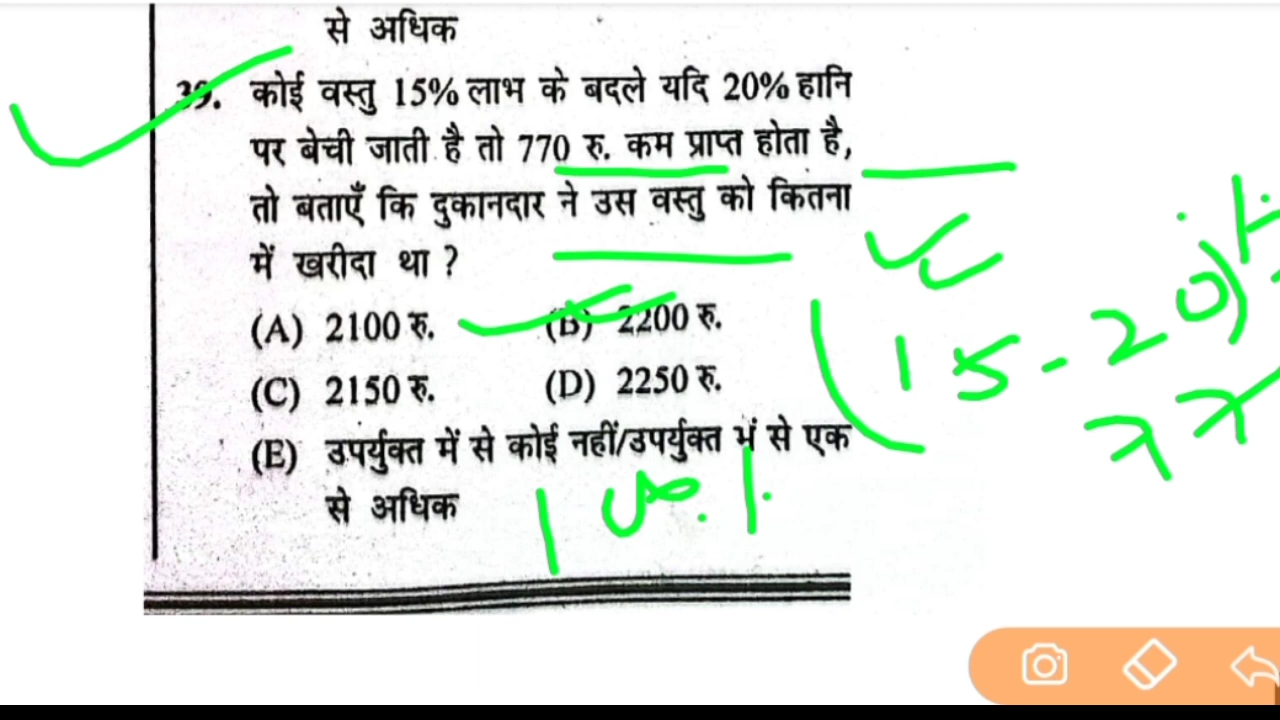 से अधिक
39. कोई वस्तु 15% लाभ के बदले यदि 20% हानि
पर बेची जाती है तो 770 रु. कम प्राप्त होता है,
तो बताएँ कि दुकानदार ने उस वस्तु को कितना
में खरीदा था ?
(A) 2100 रु. (B) 2200 रु.
(C) 2150 रु. (D) 2250 रु.
(E) उपर्युक्त में से कोई नहीं/उपर्युक्त में से एक
से अधिक
(15-20)%